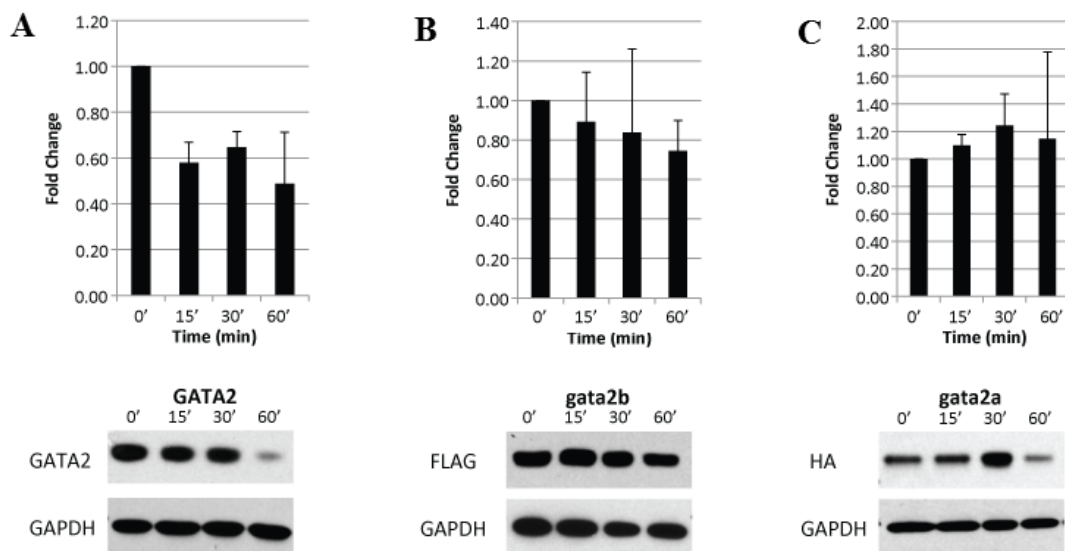 A
1.20
1.00
0.80
0.60
0.40
0.20
0.00
Fold Change
0' 15' 30' 60'
Time (min)
GATA2
0' 15' 30' 60'
GATA2
GAPDH
B
1.40
1.20
1.00
0.80
0.60
0.40
0.20
0.00
Fold Change
0' 15' 30' 60'
Time (min)
gata2b
0' 15' 30' 60'
FLAG
GAPDH
C
2.00
1.80
1.60
1.40
1.20
1.00
0.80
0.60
0.40
0.20
0.00
Fold Change
0' 15' 30' 60'
Time (min)
gata2a
0' 15' 30' 60'
HA
GAPDH